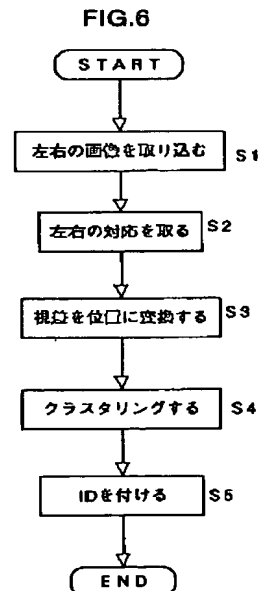 FIG.6
START
左右の画像を取り込む S1
左右の対応を取る S2
視差を位置に変換する S3
クラスタリングする S4
IDを付ける S5
END